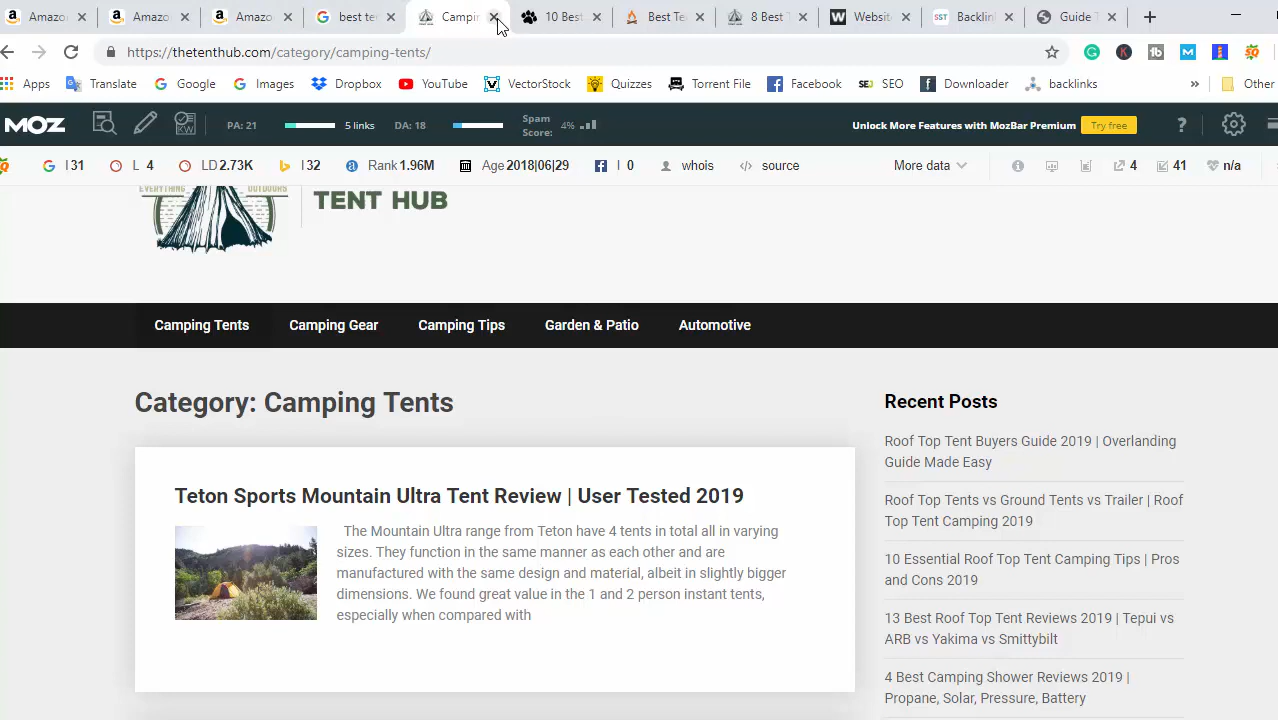 Amazo
Amazo
Amazo
best te
Campin
10 Best
Best Te
8 Best T
Websit
Backlin
Guide T
https://thetenthub.com/category/camping-tents/
Apps
Translate
Google
Images
Dropbox
YouTube
VectorStock
Quizzes
Torrent File
Facebook
SEO
Downloader
backlinks
»
Other
MOZ
PA: 21
5 links
DA: 18
Spam
Score: 4%
Unlock More Features with MozBar Premium
Try free
?
I 31
L 4
LD 2.73K
I 32
Rank 1.96M
Age 2018|06|29
I 0
whois
source
More data
4
41
n/a
EVERYTHING OUTDOORS
TENT HUB
Camping Tents
Camping Gear
Camping Tips
Garden & Patio
Automotive
Category: Camping Tents
Teton Sports Mountain Ultra Tent Review | User Tested 2019
The Mountain Ultra range from Teton have 4 tents in total all in varying
sizes. They function in the same manner as each other and are
manufactured with the same design and material, albeit in slightly bigger
dimensions. We found great value in the 1 and 2 person instant tents,
especially when compared with
Recent Posts
Roof Top Tent Buyers Guide 2019 | Overlanding
Guide Made Easy
Roof Top Tents vs Ground Tents vs Trailer | Roof
Top Tent Camping 2019
10 Essential Roof Top Tent Camping Tips | Pros
and Cons 2019
13 Best Roof Top Tent Reviews 2019 | Tepui vs
ARB vs Yakima vs Smittybilt
4 Best Camping Shower Reviews 2019 |
Propane, Solar, Pressure, Battery